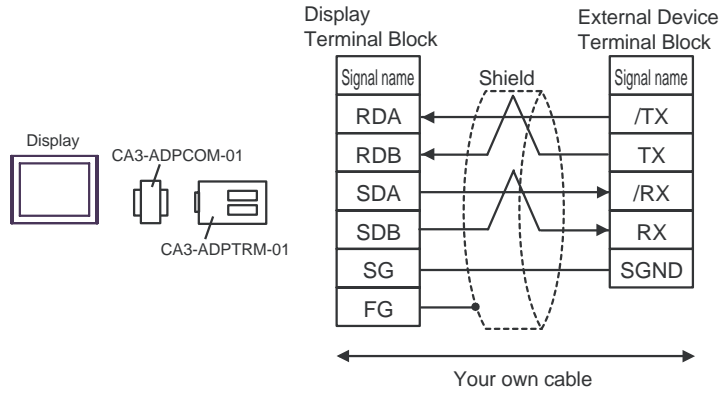 Display
Terminal Block
External Device
Terminal Block
Signal name
Shield
Signal name
RDA
/TX
RDB
TX
SDA
/RX
SDB
RX
SG
SGND
FG
Your own cable
Display
CA3-ADPCOM-01
CA3-ADPTRM-01